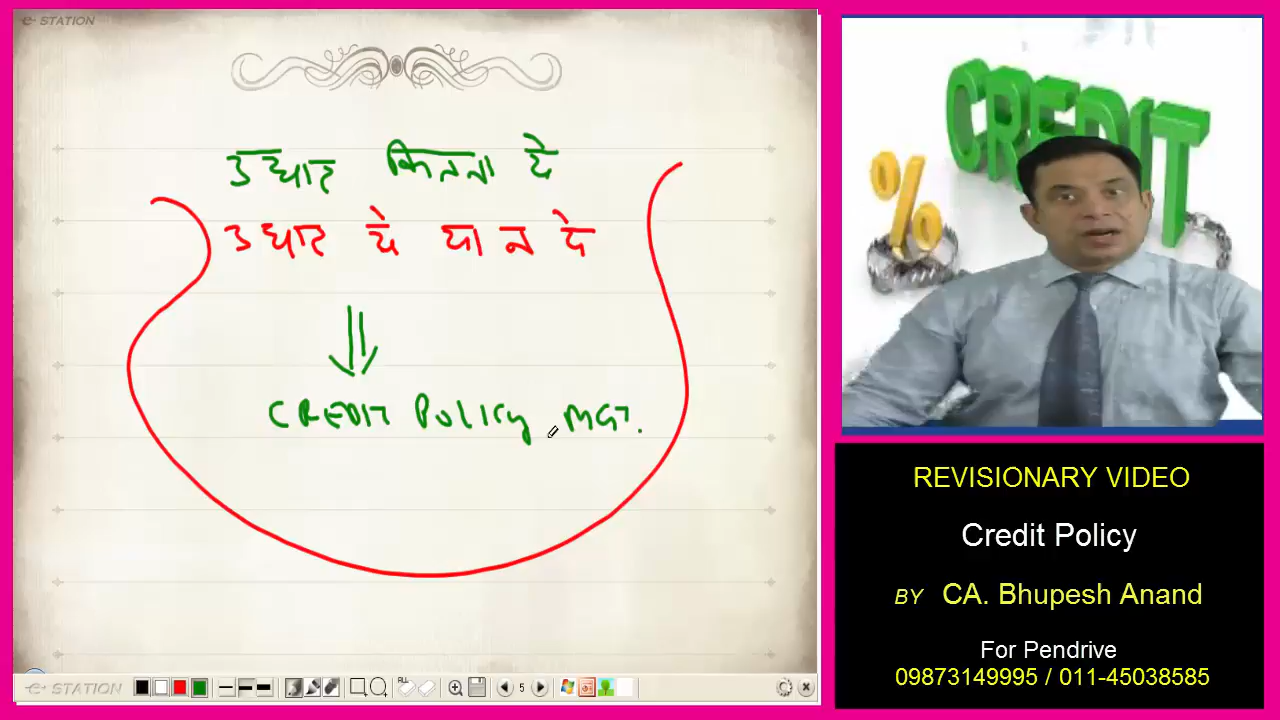 e-STATION
उधार कितना दे
उधार दे या न दे
CREDIT Policy MGT.
e-STATION
5
CREDIT
%
REVISIONARY VIDEO
Credit Policy
BY CA. Bhupesh Anand
For Pendrive
09873149995 / 011-45038585